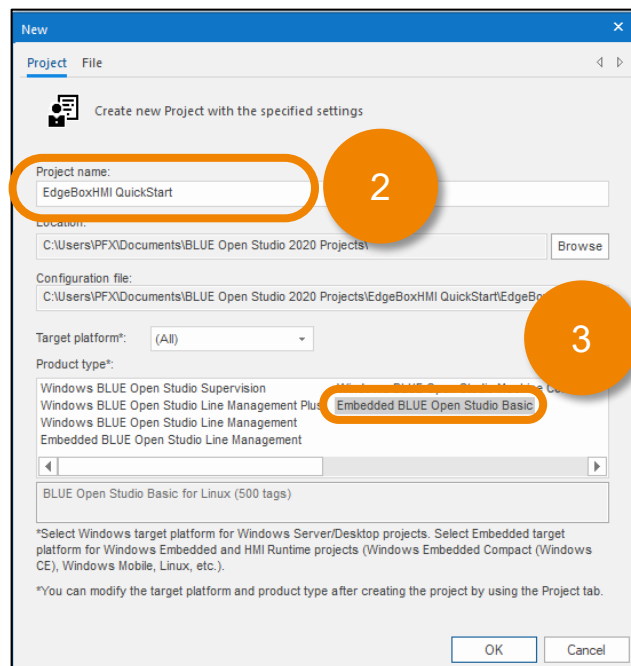 New
Project File
Create new Project with the specified settings
Project name:
EdgeBoxHMI QuickStart
2
Location:
C:\Users\PFX\Documents\BLUE Open Studio 2020 Projects\
Browse
Configuration file:
C:\Users\PFX\Documents\BLUE Open Studio 2020 Projects\EdgeBoxHMI QuickStart\EdgeBo
Target platform*: (All)
3
Product type*:
Windows BLUE Open Studio Supervision
Windows BLUE Open Studio Line Management Plus Embedded BLUE Open Studio Basic
Windows BLUE Open Studio Line Management
Embedded BLUE Open Studio Line Management
BLUE Open Studio Basic for Linux (500 tags)
*Select Windows target platform for Windows Server/Desktop projects. Select Embedded target
platform for Windows Embedded and HMI Runtime projects (Windows Embedded Compact (Windows
CE), Windows Mobile, Linux, etc.).
*You can modify the target platform and product type after creating the project by using the Project tab.
OK Cancel